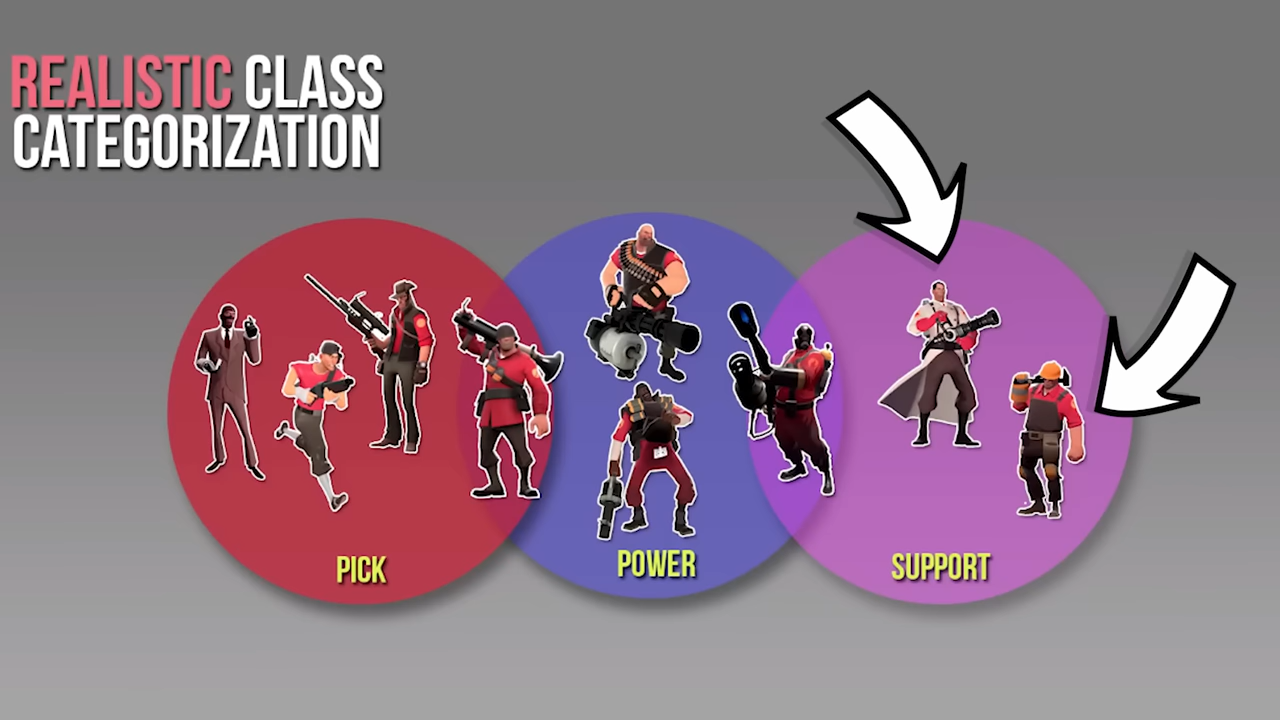 REALISTIC CLASS
CATEGORIZATION
PICK
POWER
SUPPORT